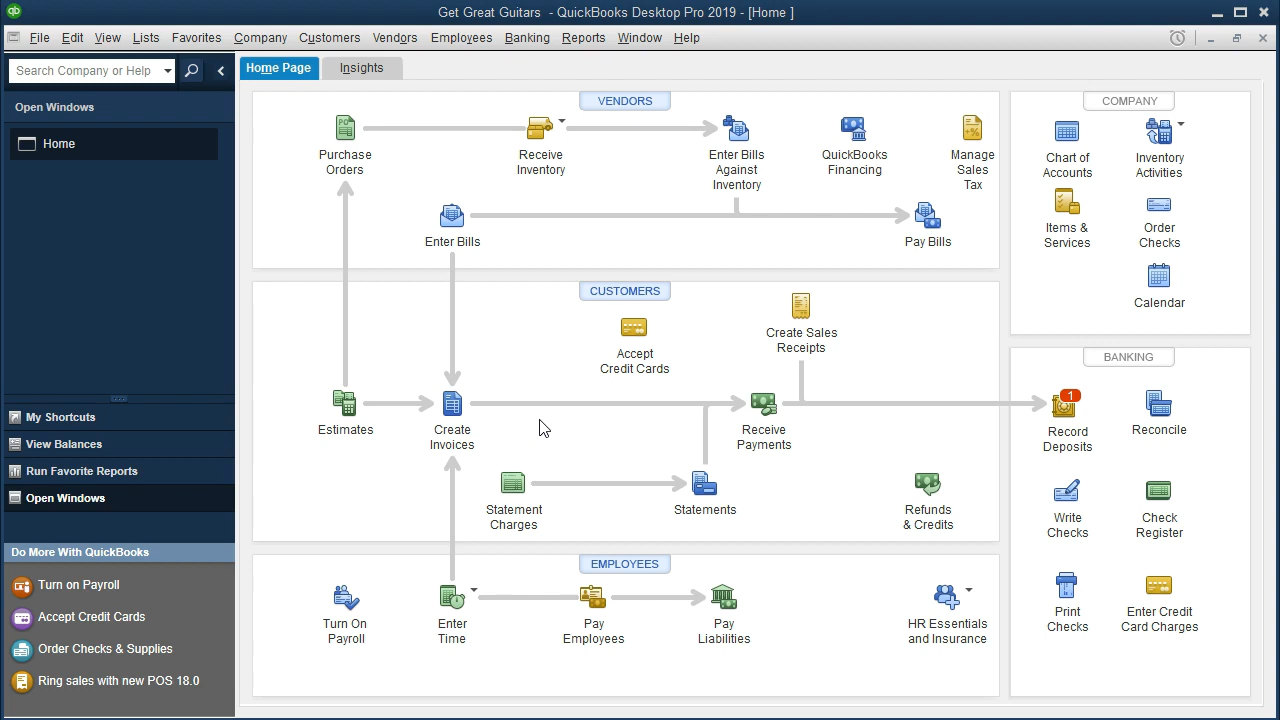 Get Great Guitars - QuickBooks Desktop Pro 2019 - [Home ]
File Edit View Lists Favorites Company Customers Vendors Employees Banking Reports Window Help
Search Company or Help
Open Windows
Home
My Shortcuts
View Balances
Run Favorite Reports
Open Windows
Do More With QuickBooks
Turn on Payroll
Accept Credit Cards
Order Checks & Supplies
Ring sales with new POS 18.0
Home Page
Insights
VENDORS
Purchase
Orders
Receive
Inventory
Enter Bills
Against
Inventory
QuickBooks
Financing
Manage
Sales
Tax
Enter Bills
Pay Bills
CUSTOMERS
Accept
Credit Cards
Create Sales
Receipts
Estimates
Create
Invoices
Receive
Payments
Statement
Charges
Statements
Refunds
& Credits
EMPLOYEES
Turn On
Payroll
Enter
Time
Pay
Employees
Pay
Liabilities
HR Essentials
and Insurance
COMPANY
Chart of
Accounts
Inventory
Activities
Items &
Services
Order
Checks
Calendar
BANKING
1
Record
Deposits
Reconcile
Write
Checks
Check
Register
Print
Checks
Enter Credit
Card Charges